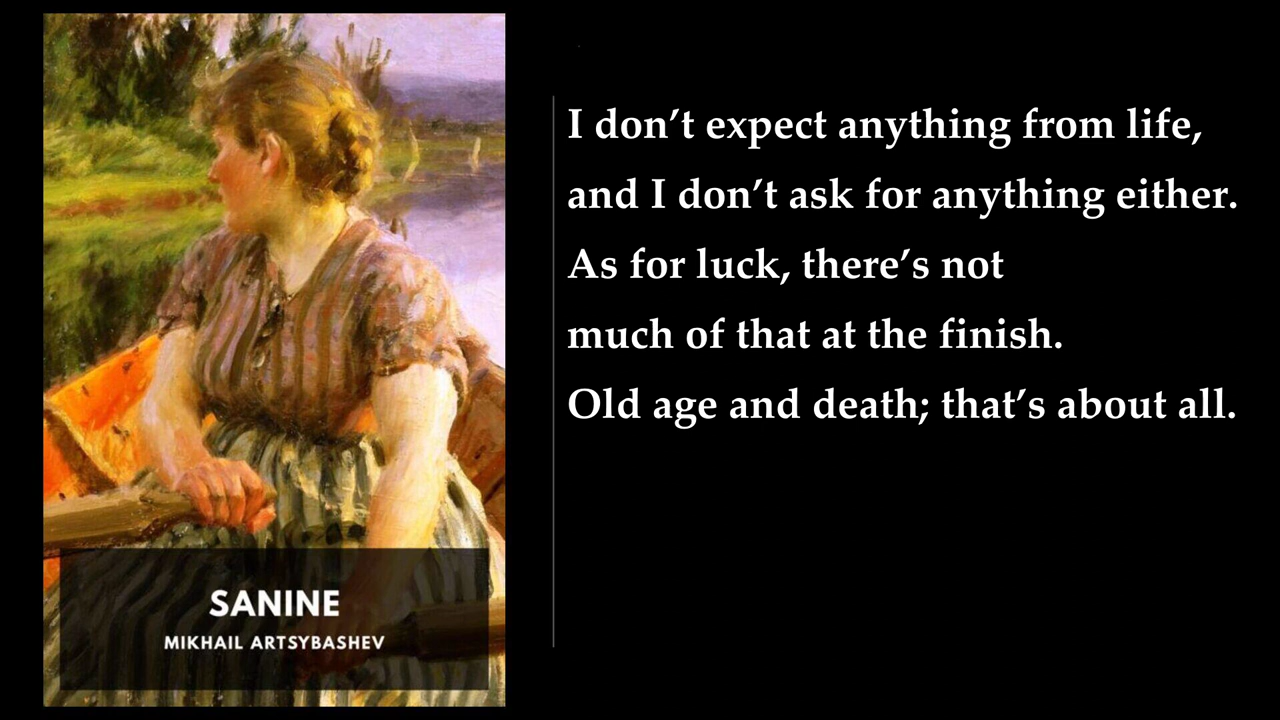 SANINE
MIKHAIL ARTSYBASHEV
I don’t expect anything from life,
and I don’t ask for anything either.
As for luck, there’s not
much of that at the finish.
Old age and death; that’s about all.